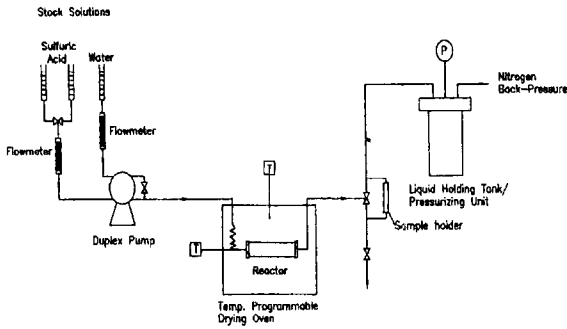 Stock Solutions
Sulfuric
Acid
Water
Flowmeter
Flowmeter
Duplex Pump
T
T
Reactor
Temp. Programmable
Drying Oven
P
Nitrogen
Back-Pressure
Liquid Holding Tank/
Pressurizing Unit
Sample holder